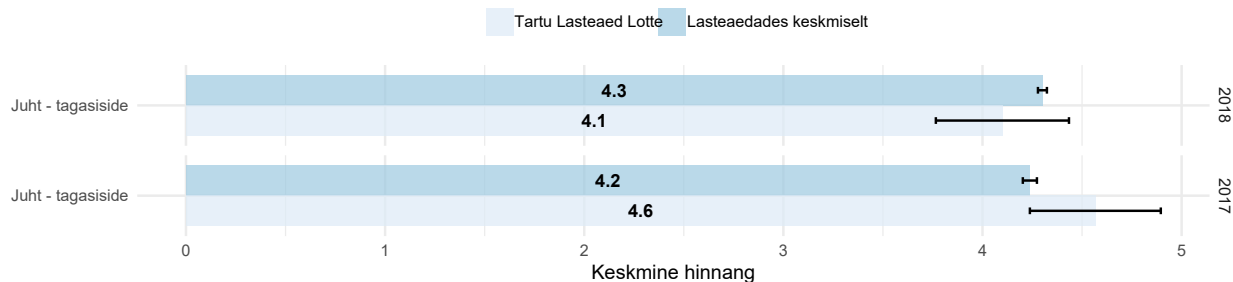 Tartu Lasteaed Lotte Lasteaedades keskmiselt
4.3
Juht - tagasiside
4.1
2018
4.2
Juht - tagasiside
4.6
2017
0 1 2 3 4 5
Keskmine hinnang